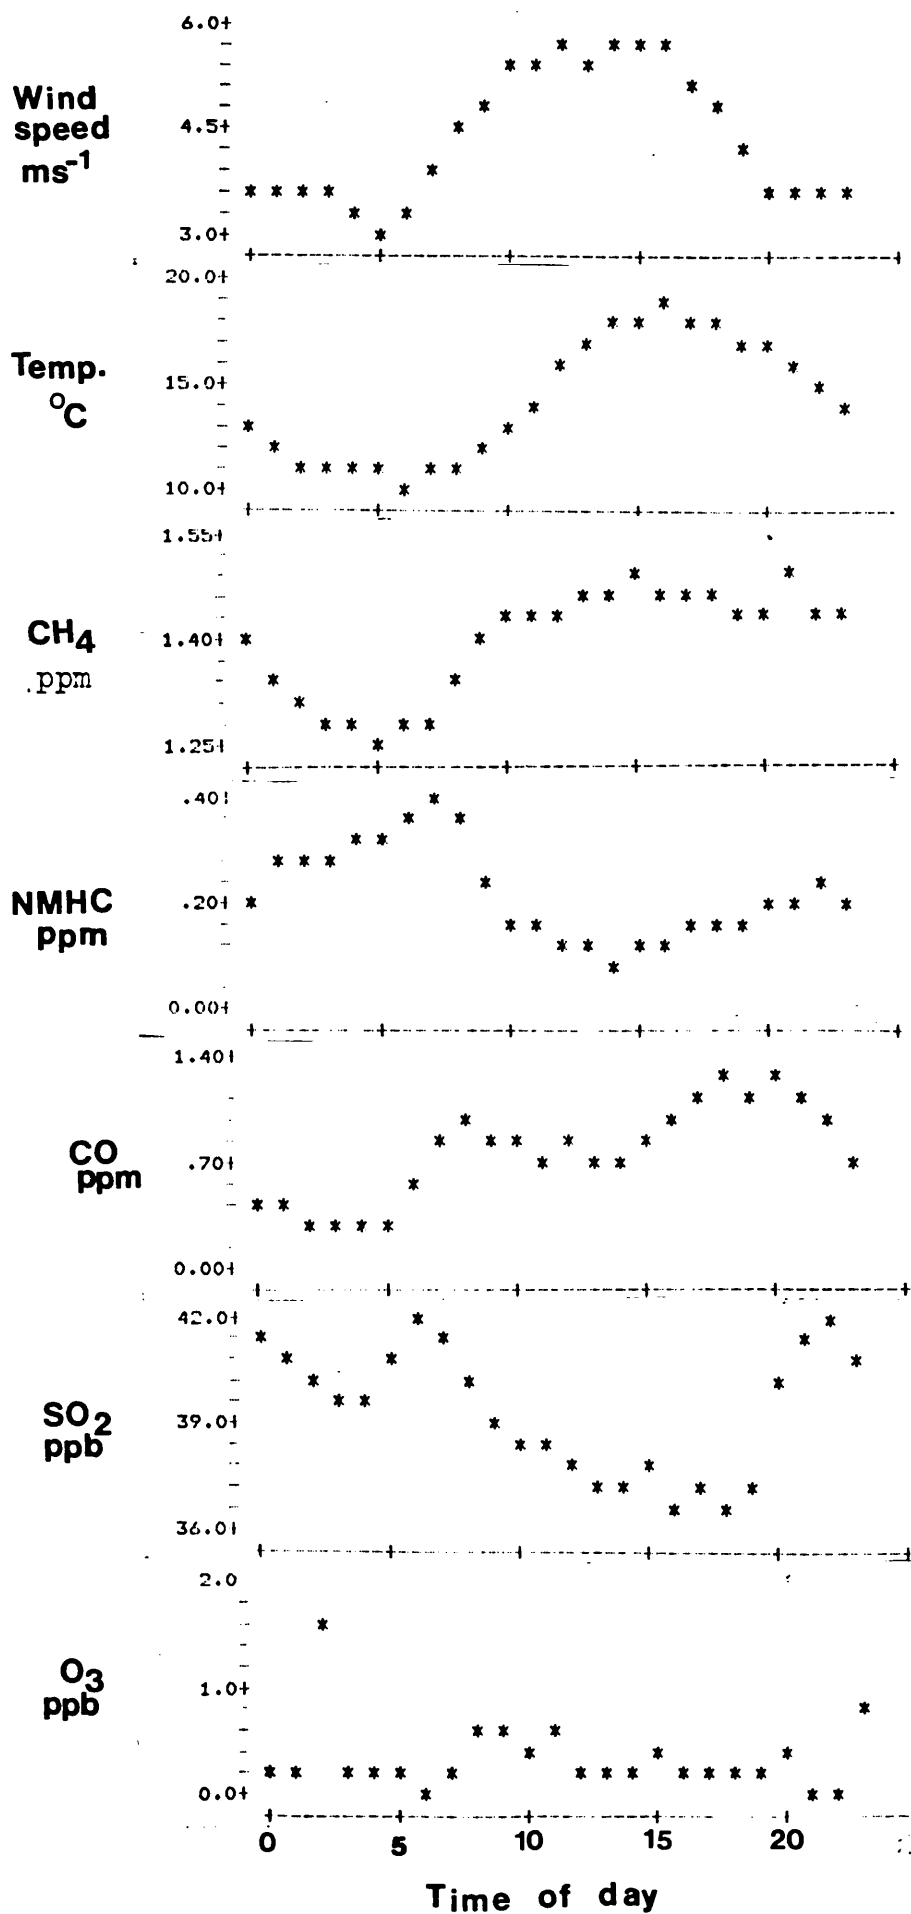 6.0+
Wind
speed
ms-1
4.5+
3.0+
20.0+
Temp.
°C
15.0+
10.0+
1.55+
CH4
ppm
1.40+
1.25+
.40+
NMHC
ppm
.20+
0.00+
1.40+
CO
ppm
.70+
0.00+
42.0+
SO2
ppb
39.0+
36.0+
2.0
O3
ppb
1.0+
0.0+
0 5 10 15 20
Time of day